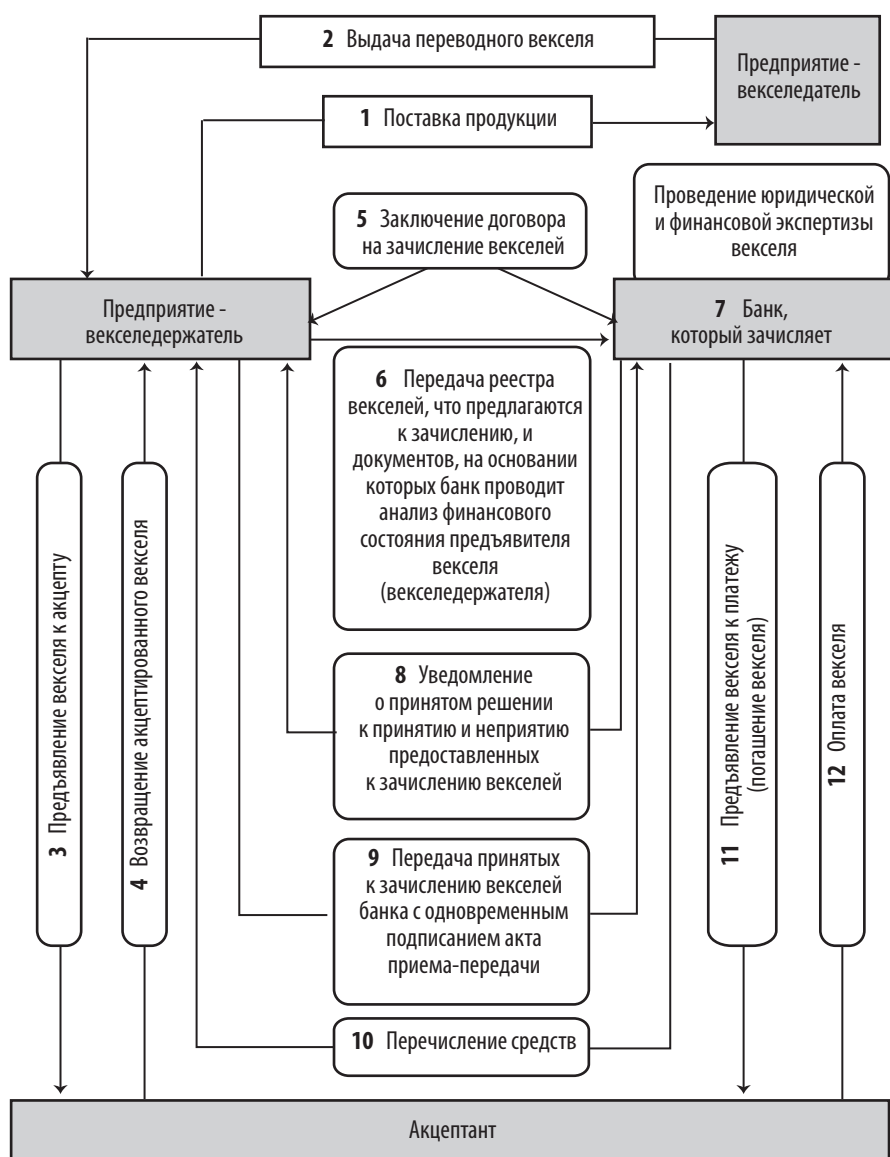 2 Выдача переводного векселя
Предприятие -
векселедатель
1 Поставка продукции
Проведение юридической
и финансовой экспертизы
векселя
5 Заключение договора
на зачисление векселей
Предприятие -
векселедержатель
7 Банк,
который зачисляет
6 Передача реестра
векселей, что предлагаются
к зачислению, и
документов, на основании
которых банк проводит
анализ финансового
состояния предъявителя
векселя
(векселедержателя)
3 Предъявление векселя к акцепту
4 Возвращение акцептированного векселя
8 Уведомление
о принятом решении
к принятию и неприятию
предоставленных
к зачислению векселей
11 Предъявление векселя к платежу
(погашение векселя)
12 Оплата векселя
9 Передача принятых
к зачислению векселей
банка с одновременным
подписанием акта
приема-передачи
10 Перечисление средств
Акцептант